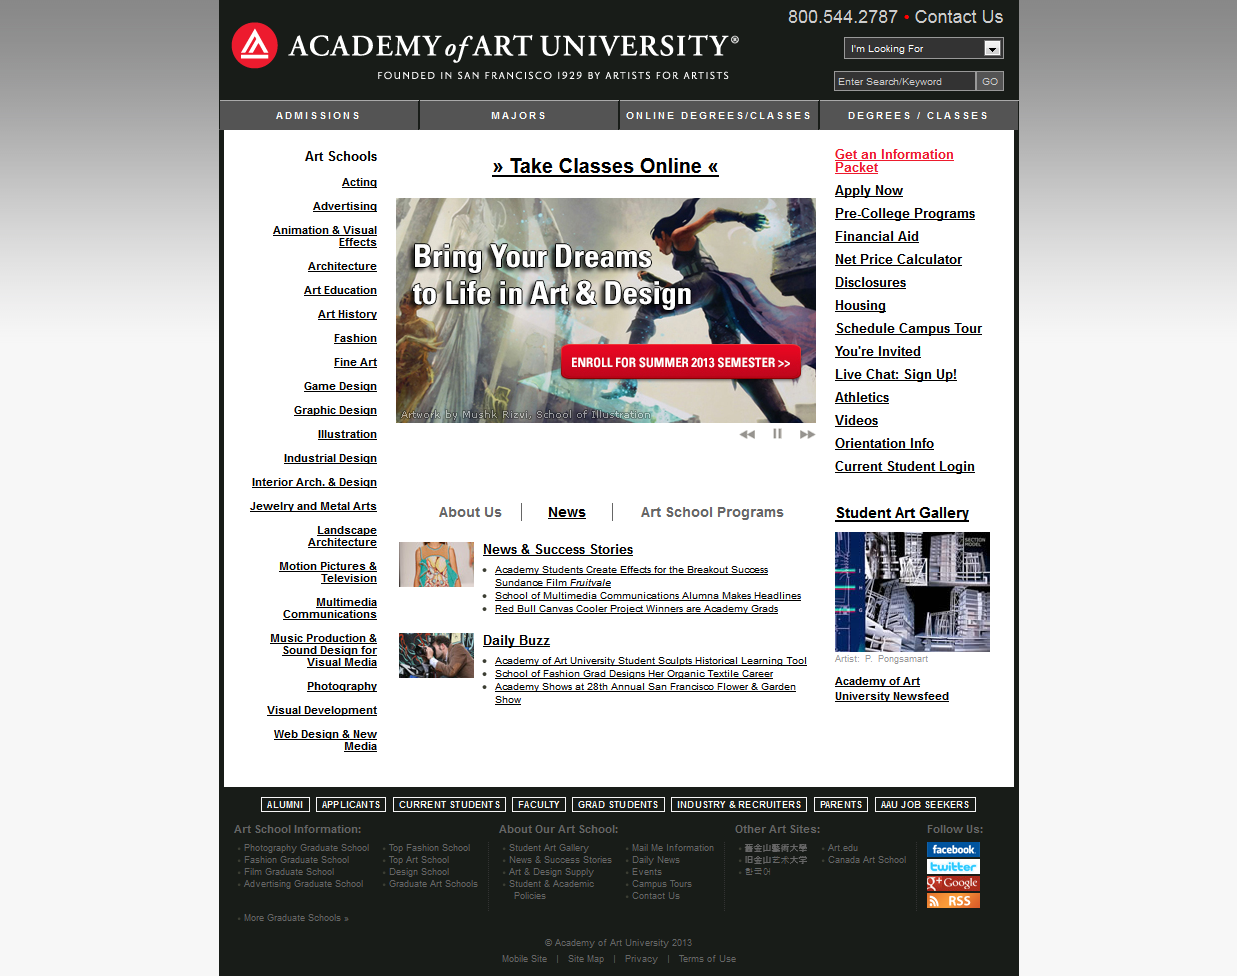 800.544.2787 • Contact Us
ACADEMY of ART UNIVERSITY®
FOUNDED IN SAN FRANCISCO 1929 BY ARTISTS FOR ARTISTS
I'm Looking For
Enter Search/Keyword GO
ADMISSIONS MAJORS ONLINE DEGREES/CLASSES DEGREES / CLASSES
Art Schools
Acting
Advertising
Animation & Visual
Effects
Architecture
Art Education
Art History
Fashion
Fine Art
Game Design
Graphic Design
Illustration
Industrial Design
Interior Arch. & Design
Jewelry and Metal Arts
Landscape
Architecture
Motion Pictures &
Television
Multimedia
Communications
Music Production &
Sound Design for
Visual Media
Photography
Visual Development
Web Design & New
Media
» Take Classes Online «
Bring Your Dreams
to Life in Art & Design
ENROLL FOR SUMMER 2013 SEMESTER >>
Artwork by Mushk Rizvi, School of Illustration
About Us | News | Art School Programs
News & Success Stories
• Academy Students Create Effects for the Breakout Success
Sundance Film Fruitvale
• School of Multimedia Communications Alumna Makes Headlines
• Red Bull Canvas Cooler Project Winners are Academy Grads
Daily Buzz
• Academy of Art University Student Sculpts Historical Learning Tool
• School of Fashion Grad Designs Her Organic Textile Career
• Academy Shows at 28th Annual San Francisco Flower & Garden
Show
Get an Information
Packet
Apply Now
Pre-College Programs
Financial Aid
Net Price Calculator
Disclosures
Housing
Schedule Campus Tour
You're Invited
Live Chat: Sign Up!
Athletics
Videos
Orientation Info
Current Student Login
Student Art Gallery
SECTION
MODEL
Artist: P. Pongsamart
Academy of Art
University Newsfeed
ALUMNI APPLICANTS CURRENT STUDENTS FACULTY GRAD STUDENTS INDUSTRY & RECRUITERS PARENTS AAU JOB SEEKERS
Art School Information:
Photography Graduate School
Fashion Graduate School
Film Graduate School
Advertising Graduate School
More Graduate Schools »
Top Fashion School
Top Art School
Design School
Graduate Art Schools
About Our Art School:
Student Art Gallery
News & Success Stories
Art & Design Supply
Student & Academic
Policies
Mail Me Information
Daily News
Events
Campus Tours
Contact Us
Other Art Sites:
舊金山藝術大學
旧金山艺术大学
한국어
Art.edu
Canada Art School
Follow Us:
facebook
twitter
g+ Google
RSS
© Academy of Art University 2013
Mobile Site | Site Map | Privacy | Terms of Use